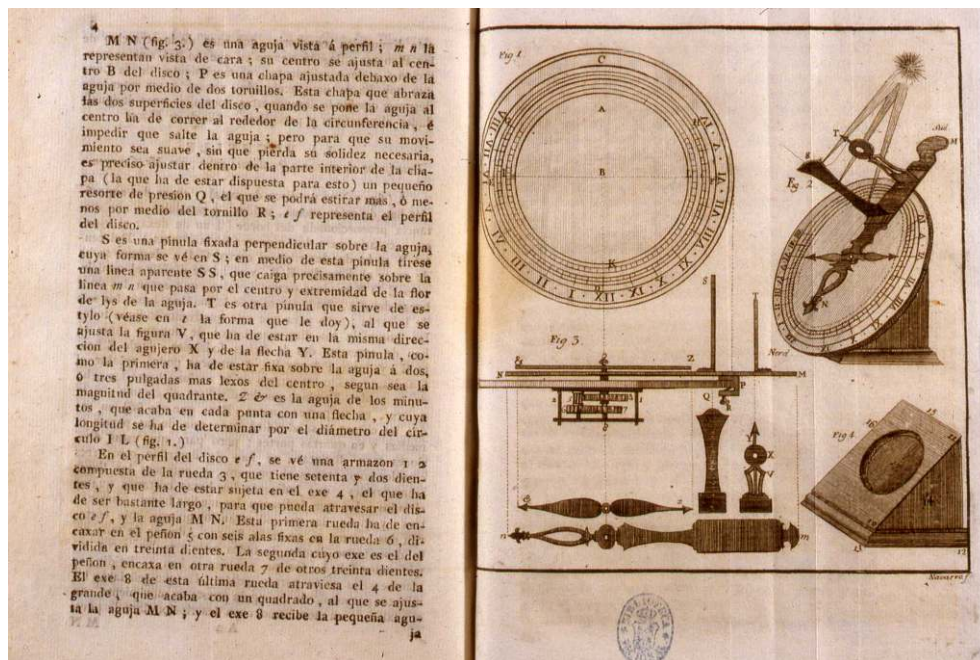 4
M N (fig. 3.) es una aguja vista á perfil; m n la
representan vista de cara; su centro se ajusta al cen-
tro B del disco; P es una chapa ajustada debaxo de la
aguja por medio de dos tornillos. Esta chapa que abraza
las dos superficies del disco, quando se pone la aguja al
centro ha de correr al rededor de la circunferencia, é
impedir que salte la aguja; pero para que su movi-
miento sea suave, sin que pierda su solidez necesaria,
es preciso ajustar dentro de la parte interior de la cha-
pa (la que ha de estar dispuesta para esto) un pequeño
resorte de presion Q, el que se podrá estirar mas, ó me-
nos por medio del tornillo R; e f representa el perfil
del disco.
S es una pínula fixada perpendicular sobre la aguja,
cuya forma se vé en S; en medio de esta pínula tírese
una línea aparente SS, que caiga precisamente sobre la
línea m n que pasa por el centro y extremidad de la flor
de lys de la aguja. T es otra pínula que sirve de es-
tylo (véase en t la forma que le doy), al que se
ajusta la figura V, que ha de estar en la misma direc-
cion del agujero X y de la flecha Y. Esta pínula, co-
mo la primera, ha de estar fixa sobre la aguja á dos,
ó tres pulgadas mas lexos del centro, segun sea la
magnitud del quadrante. Z & es la aguja de los minu-
tos, que acaba en cada punta con una flecha, y cuya
longitud se ha de determinar por el diámetro del cír-
culo I L (fig. 1.)
En el perfil del disco e f, se vé una armazon 1 2
compuesta de la rueda 3, que tiene setenta y dos dien-
tes, y que ha de estar sujeta en el exe 4, el que ha
de ser bastante largo, para que pueda atravesar el dis-
co e f, y la aguja M N. Esta primera rueda ha de en-
caxar en el peñon 5 con seis alas fixas en la rueda 6, di-
vidida en treinta dientes. La segunda cuyo exe es el del
peñon, encaxa en otra rueda 7 de otros treinta dientes.
El exe 8 de esta última rueda atraviesa el 4 de la
grande, que acaba con un quadrado, al que se ajus-
ta la aguja M N; y el exe 8 recibe la pequeña agu-
ja
Fig 1.
C
A
B
K
Fig. 2
T
Sud
M
N
Nord
Fig 3
S
T
Z
N
M
P
Q
R
X
V
n
m
Fig 4
12
Navarro f.
BIBLIOTECA